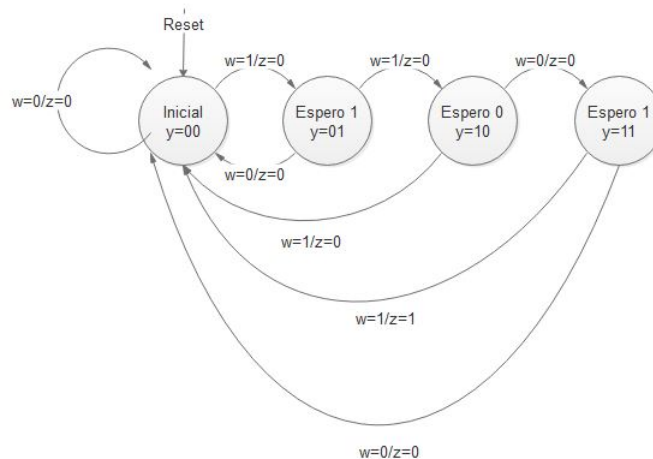 Reset
w=1/z=0
w=1/z=0
w=0/z=0
w=0/z=0
Inicial
y=00
Espero 1
y=01
Espero 0
y=10
Espero 1
y=11
w=0/z=0
w=1/z=0
w=1/z=1
w=0/z=0